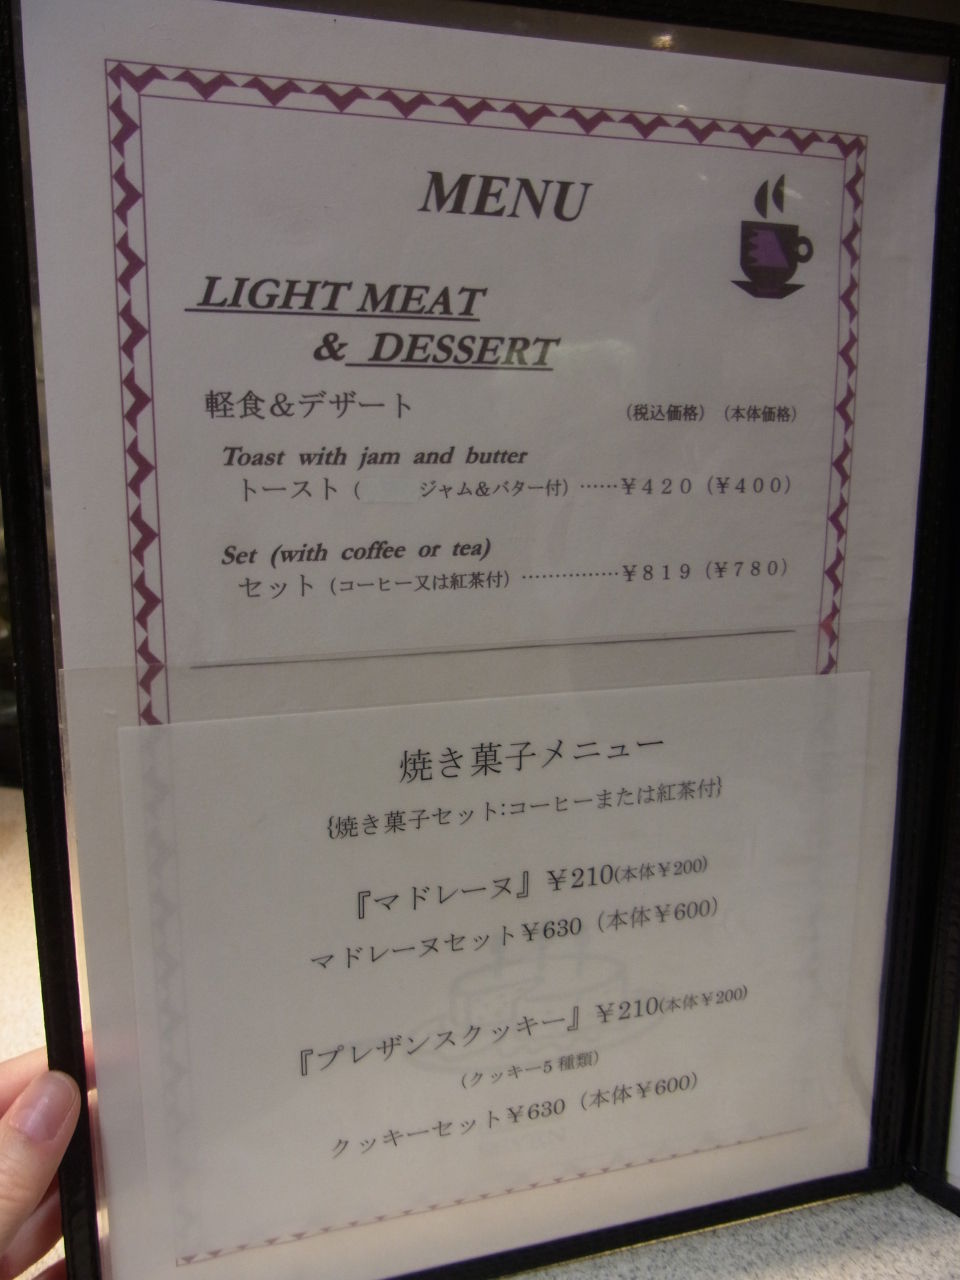 MENU
LIGHT MEAT
& DESSERT
軽食&デザート (税込価格) (本体価格)
Toast with jam and butter
トースト( ジャム&バター付)……¥420(¥400)
Set (with coffee or tea)
セット(コーヒー又は紅茶付)……………¥819(¥780)
焼き菓子メニュー
{焼き菓子セット:コーヒーまたは紅茶付}
『マドレーヌ』¥210(本体¥200)
マドレーヌセット¥630(本体¥600)
『プレザンスクッキー』¥210(本体¥200)
(クッキー5種類)
クッキーセット¥630(本体¥600)